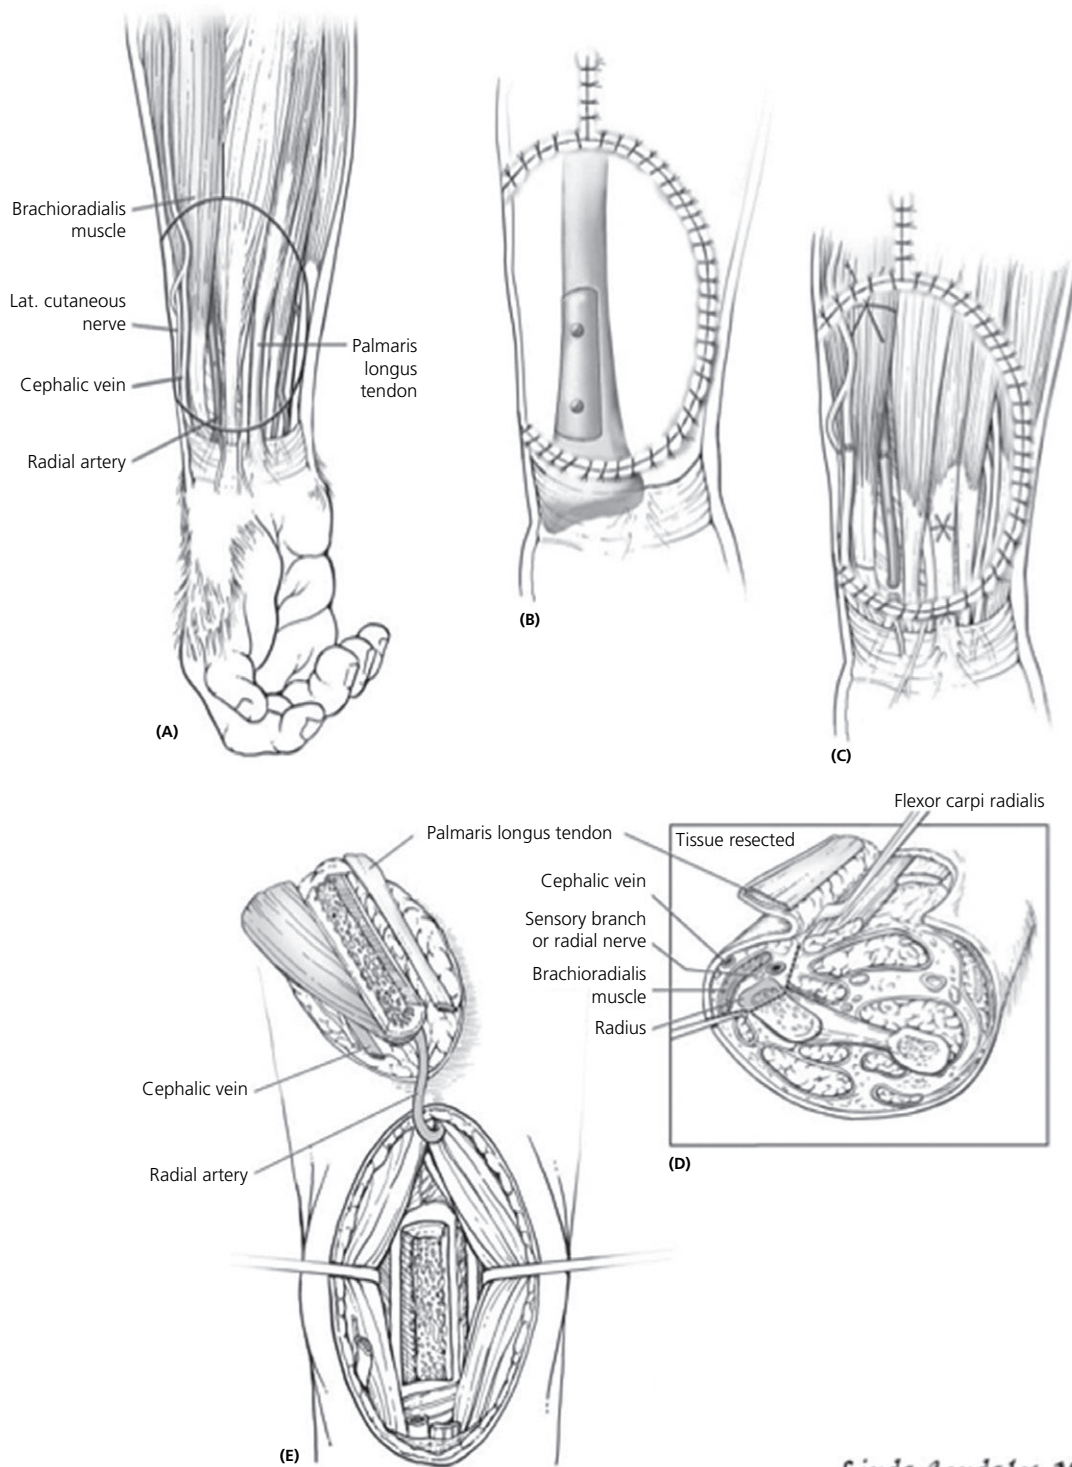 Brachioradialis
muscle
Lat. cutaneous
nerve
Cephalic vein
Radial artery
Palmaris
longus
tendon
(A)
(B)
(C)
Flexor carpi radialis
Palmaris longus tendon
Tissue resected
Cephalic vein
Sensory branch
or radial nerve
Brachioradialis
muscle
Radius
(D)
Cephalic vein
Radial artery
(E)